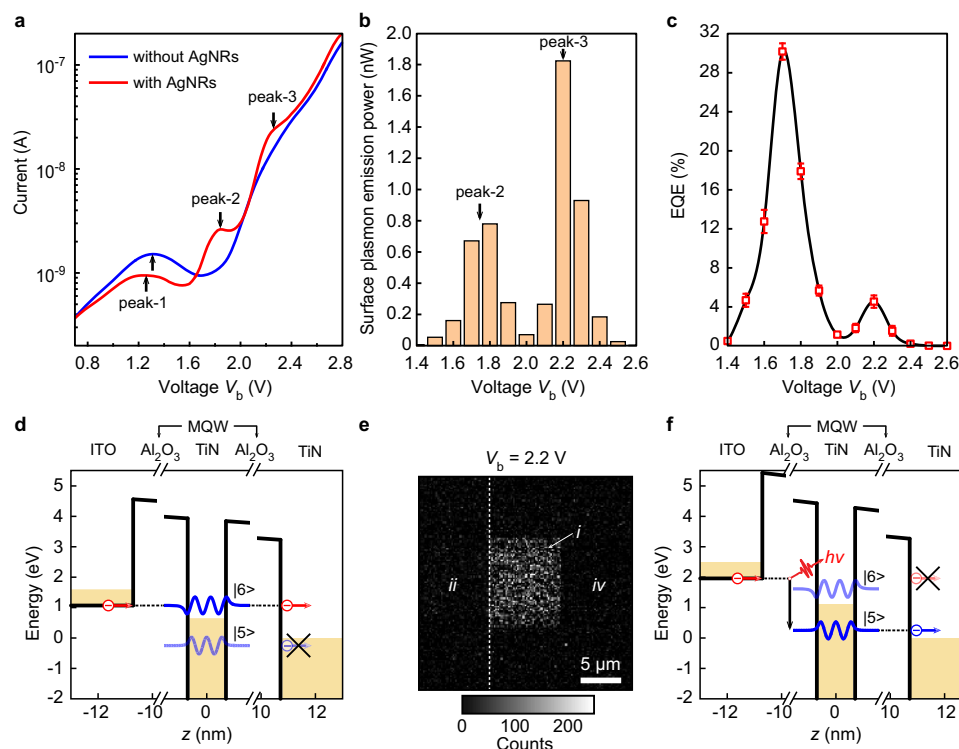 a
without AgNRs
with AgNRs
peak-1
peak-2
peak-3
10⁻⁷
10⁻⁸
10⁻⁹
Current (A)
0.8 1.2 1.6 2.0 2.4 2.8
Voltage Vb (V)
b
peak-3
peak-2
2.0
1.8
1.6
1.4
1.2
1.0
0.8
0.6
0.4
0.2
0
Surface plasmon emission power (nW)
1.4 1.6 1.8 2.0 2.2 2.4 2.6
Voltage Vb (V)
c
32
28
24
20
16
12
8
4
0
EQE (%)
1.4 1.6 1.8 2.0 2.2 2.4 2.6
Voltage Vb (V)
d
MQW
ITO Al₂O₃ TiN Al₂O₃ TiN
5
4
3
2
1
0
-1
-2
Energy (eV)
|6>
|5>
-12 -10 0 10 12
z (nm)
e
Vb = 2.2 V
i
ii
iv
5 µm
0 100 200
Counts
f
MQW
ITO Al₂O₃ TiN Al₂O₃ TiN
5
4
3
2
1
0
-1
-2
Energy (eV)
hν
|6>
|5>
-12 -10 0 10 12
z (nm)